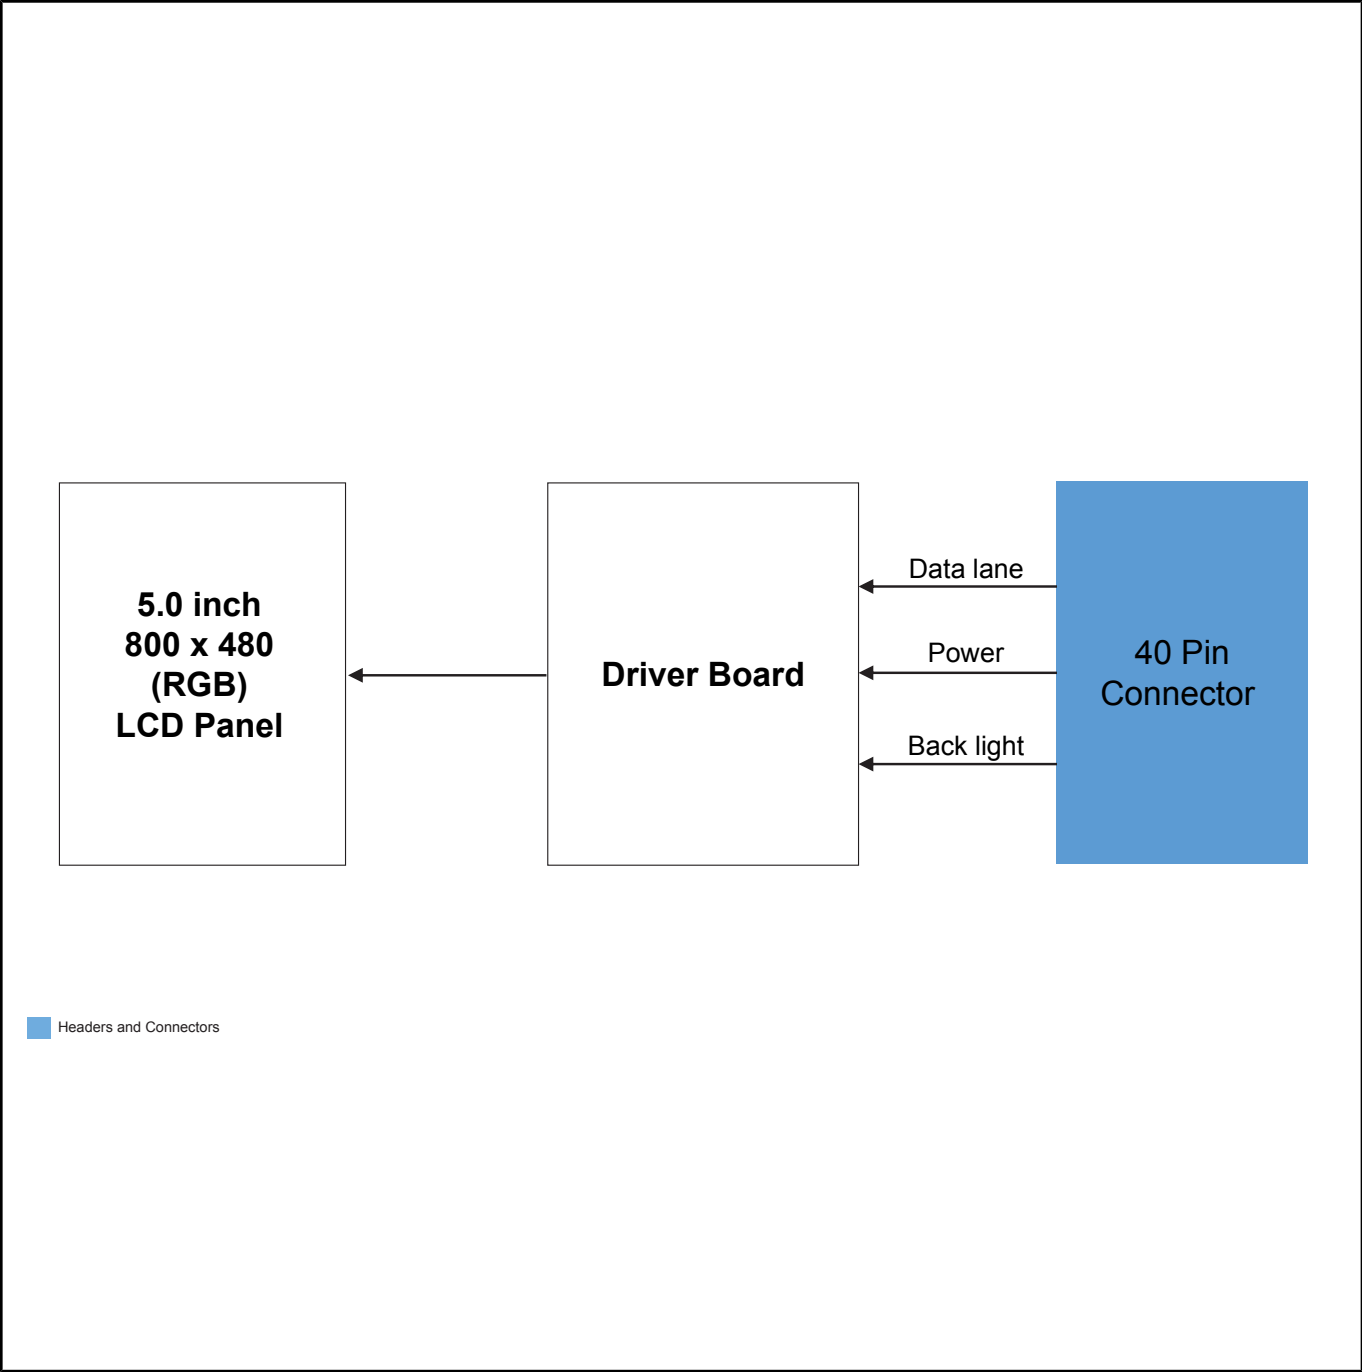 5.0 inch
800 x 480
(RGB)
LCD Panel
Driver Board
Data lane
Power
Back light
40 Pin
Connector
Headers and Connectors